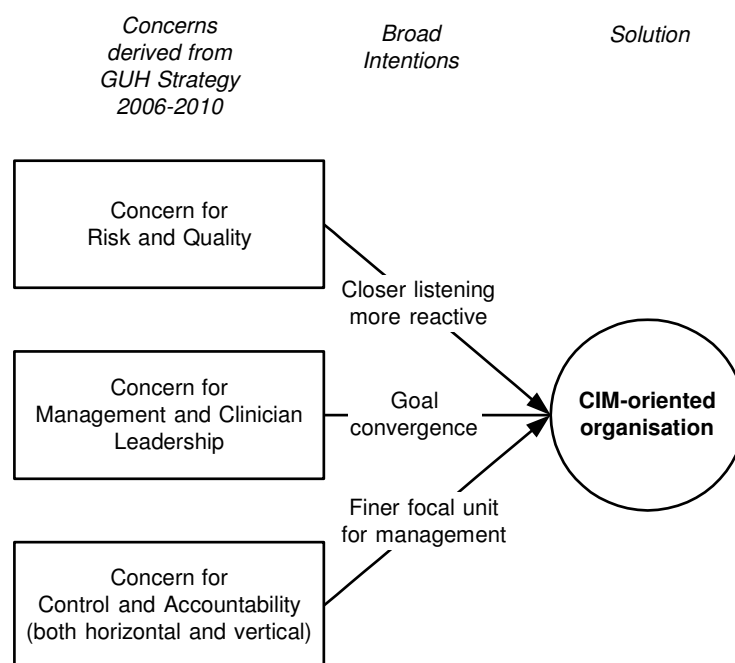 Concerns
derived from
GUH Strategy
2006-2010
Broad
Intentions
Solution
Concern for
Risk and Quality
Closer listening
more reactive
Concern for
Management and Clinician
Leadership
Goal
convergence
CIM-oriented
organisation
Finer focal unit
for management
Concern for
Control and Accountability
(both horizontal and vertical)